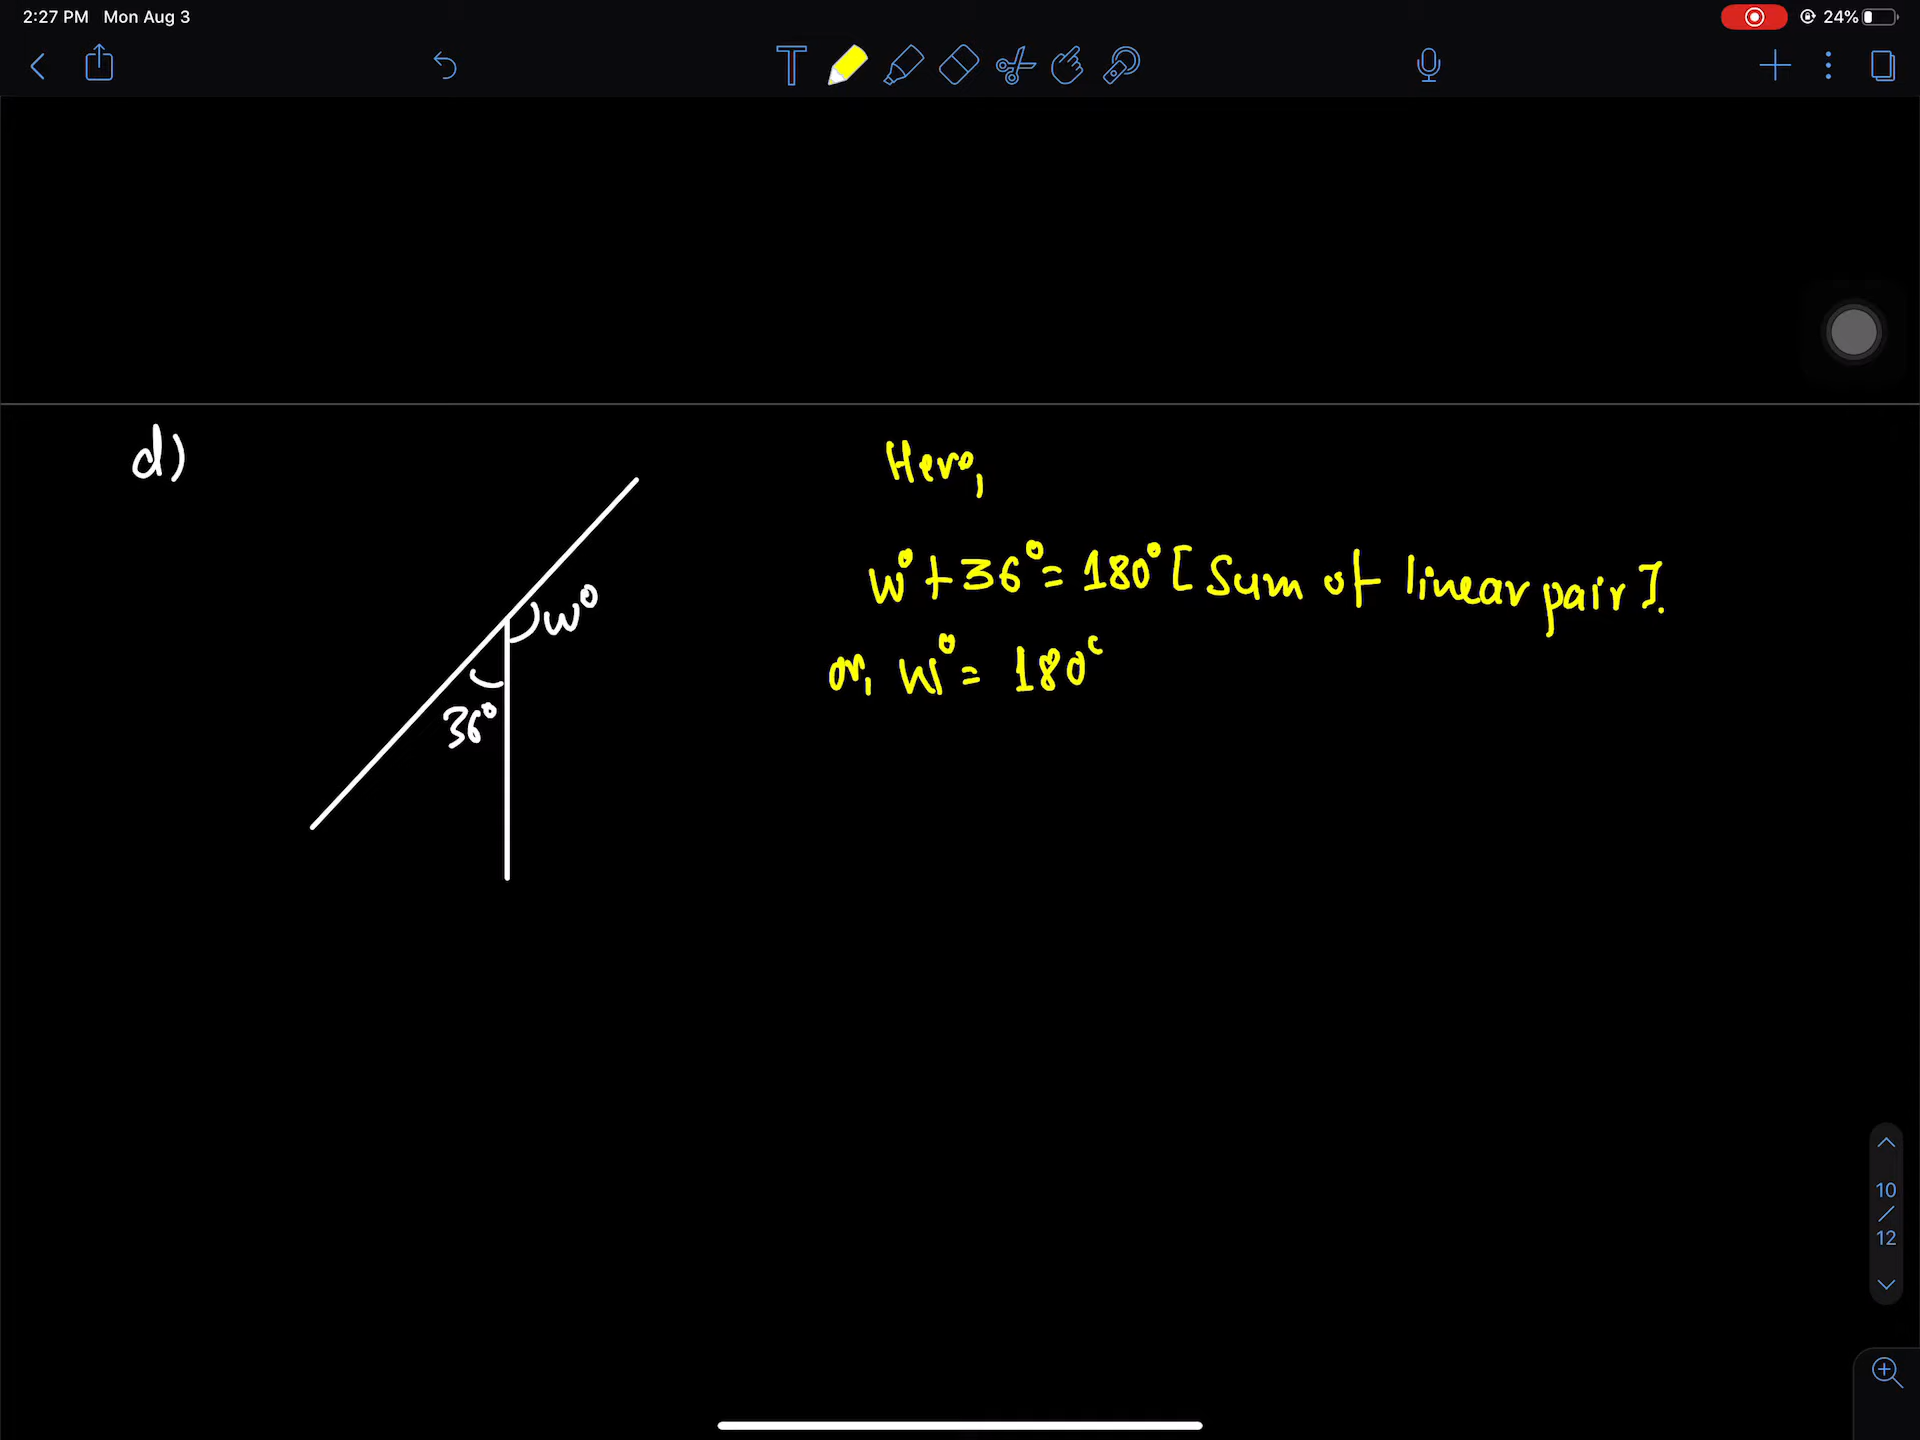 2:27 PM Mon Aug 3
24%
T
d)
Here,
w° + 36° = 180° [Sum of linear pair].
or, w° = 180°
w°
36°
10
/
12